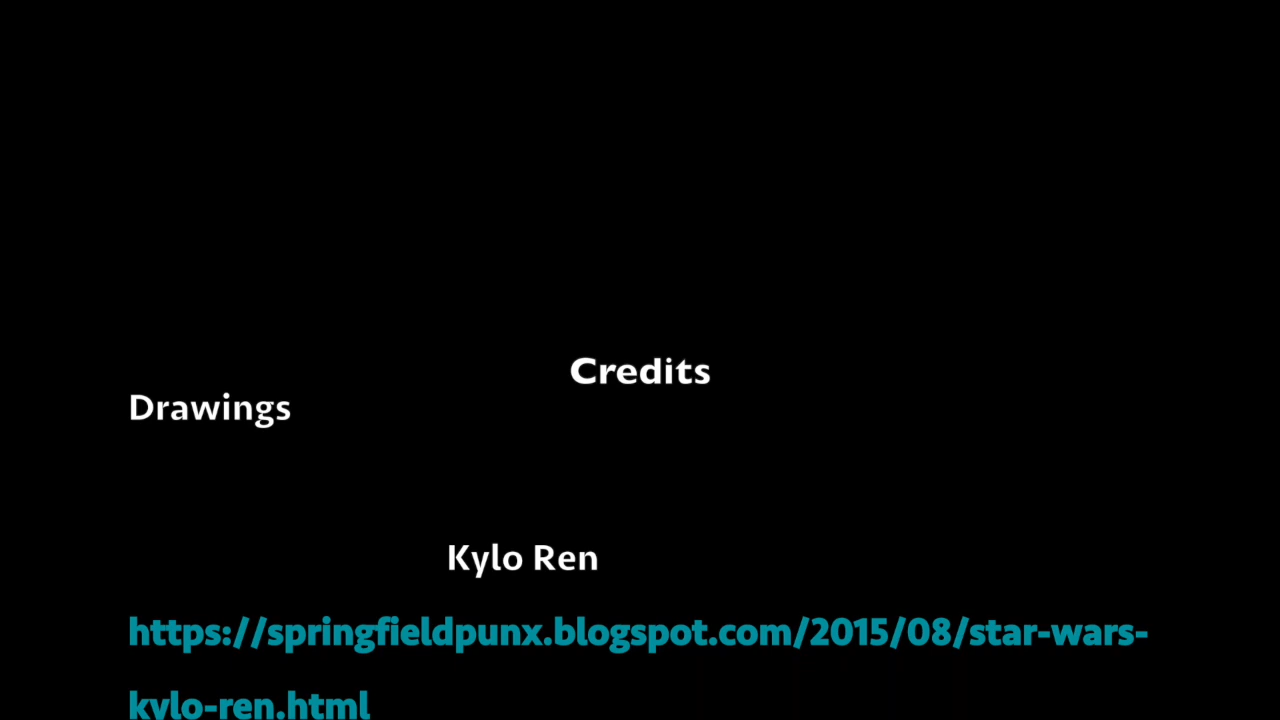 Credits
Drawings
Kylo Ren
https://springfieldpunx.blogspot.com/2015/08/star-wars-
kylo-ren.html